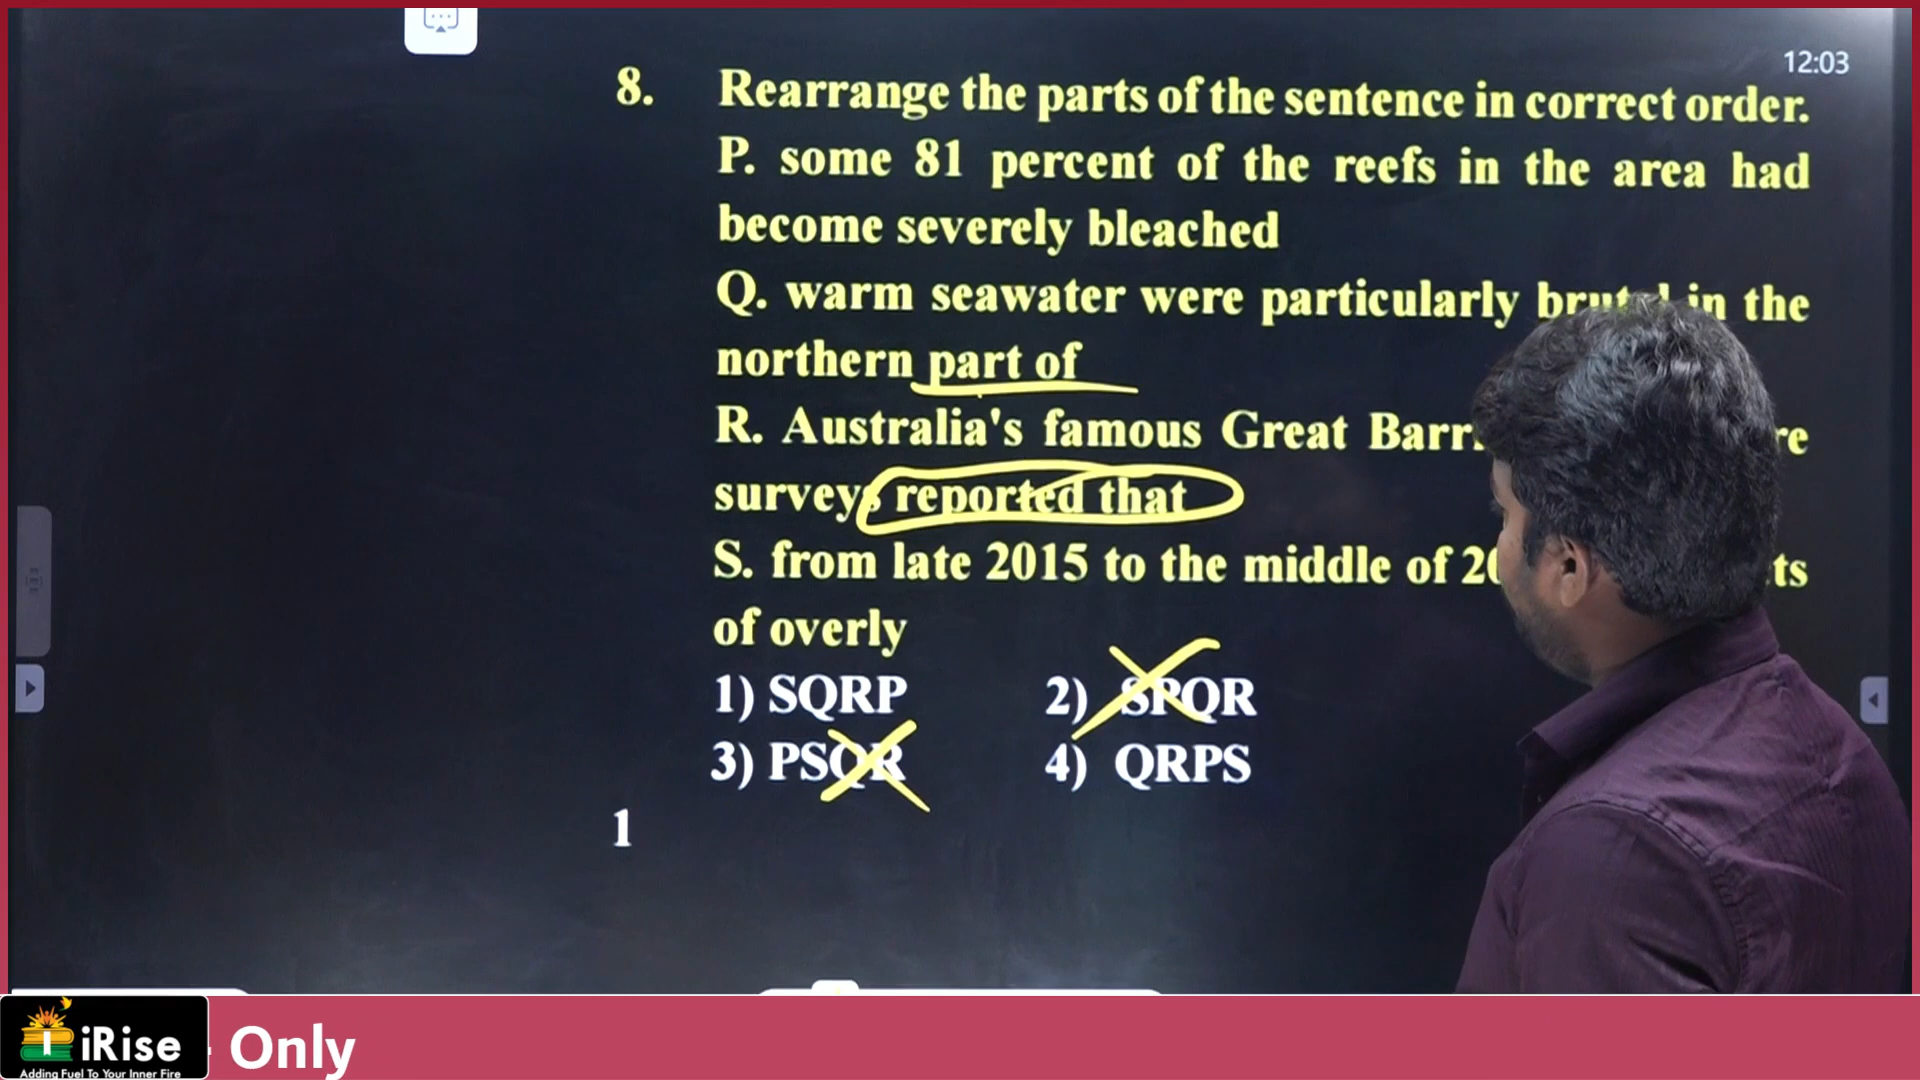 12:03
8. Rearrange the parts of the sentence in correct order.
P. some 81 percent of the reefs in the area had
become severely bleached
Q. warm seawater were particularly in the
northern part of
R. Australia's famous Great
surveys reported that
S. from late 2015 to the middle of
of overly
1) SQRP 2) SPQR
3) PSQR 4) QRPS
1
iRise
Adding Fuel To Your Inner Fire
Only